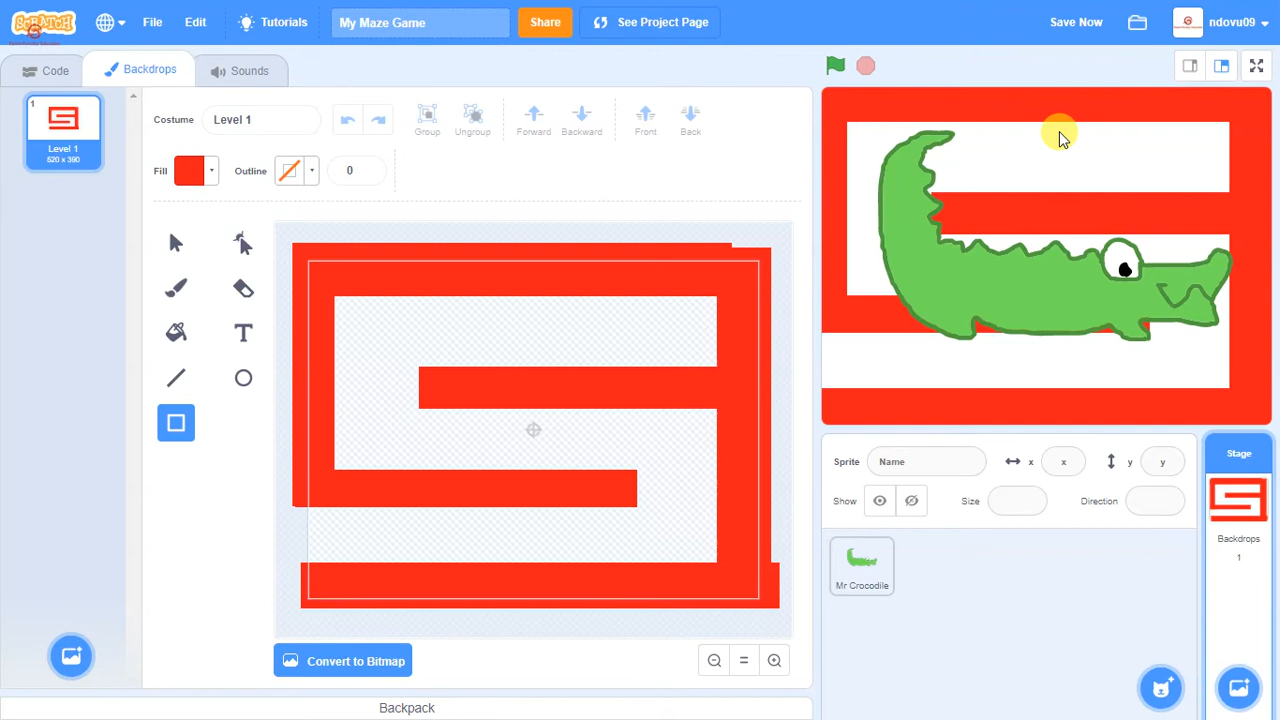 SCRATCH File Edit Tutorials My Maze Game Share See Project Page Save Now ndovu09
Code Backdrops Sounds
1
Level 1
520 x 390
Costume Level 1 Group Ungroup Forward Backward Front Back
Fill Outline 0
T
Convert to Bitmap
Backpack
Sprite Name x x y y
Show Size Direction
Mr Crocodile
Stage
Backdrops
1